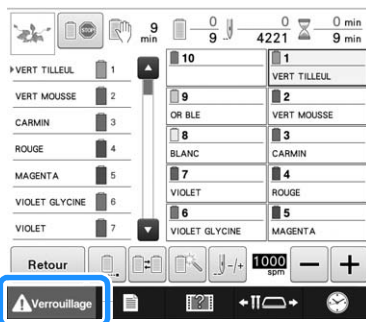 9 min
0 / 9
0 / 4221
0 min / 9 min
VERT TILLEUL 1
VERT MOUSSE 2
CARMIN 3
ROUGE 4
MAGENTA 5
VIOLET GLYCINE 6
VIOLET 7
10
1 VERT TILLEUL
9 OR BLE
2 VERT MOUSSE
8 BLANC
3 CARMIN
7 VIOLET
4 ROUGE
6 VIOLET GLYCINE
5 MAGENTA
Retour
-/+
1000 spm
− +
Verrouillage